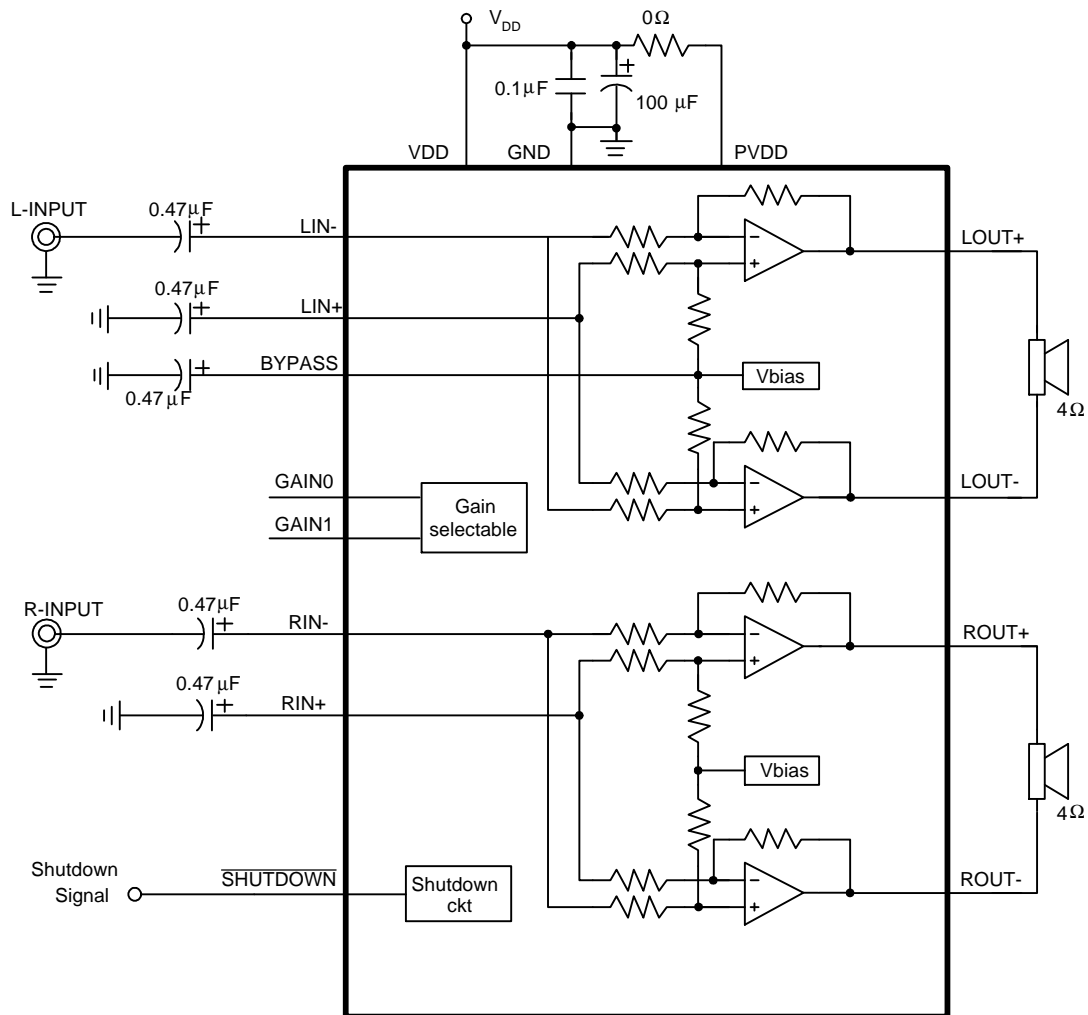 V_DD
0Ω
0.1µF
100 µF
VDD
GND
PVDD
L-INPUT
0.47µF
LIN-
LOUT+
0.47µF
LIN+
BYPASS
Vbias
0.47µF
4Ω
GAIN0
Gain
selectable
LOUT-
GAIN1
R-INPUT
0.47µF
RIN-
ROUT+
0.47µF
RIN+
Vbias
4Ω
Shutdown
Signal
SHUTDOWN
Shutdown
ckt
ROUT-